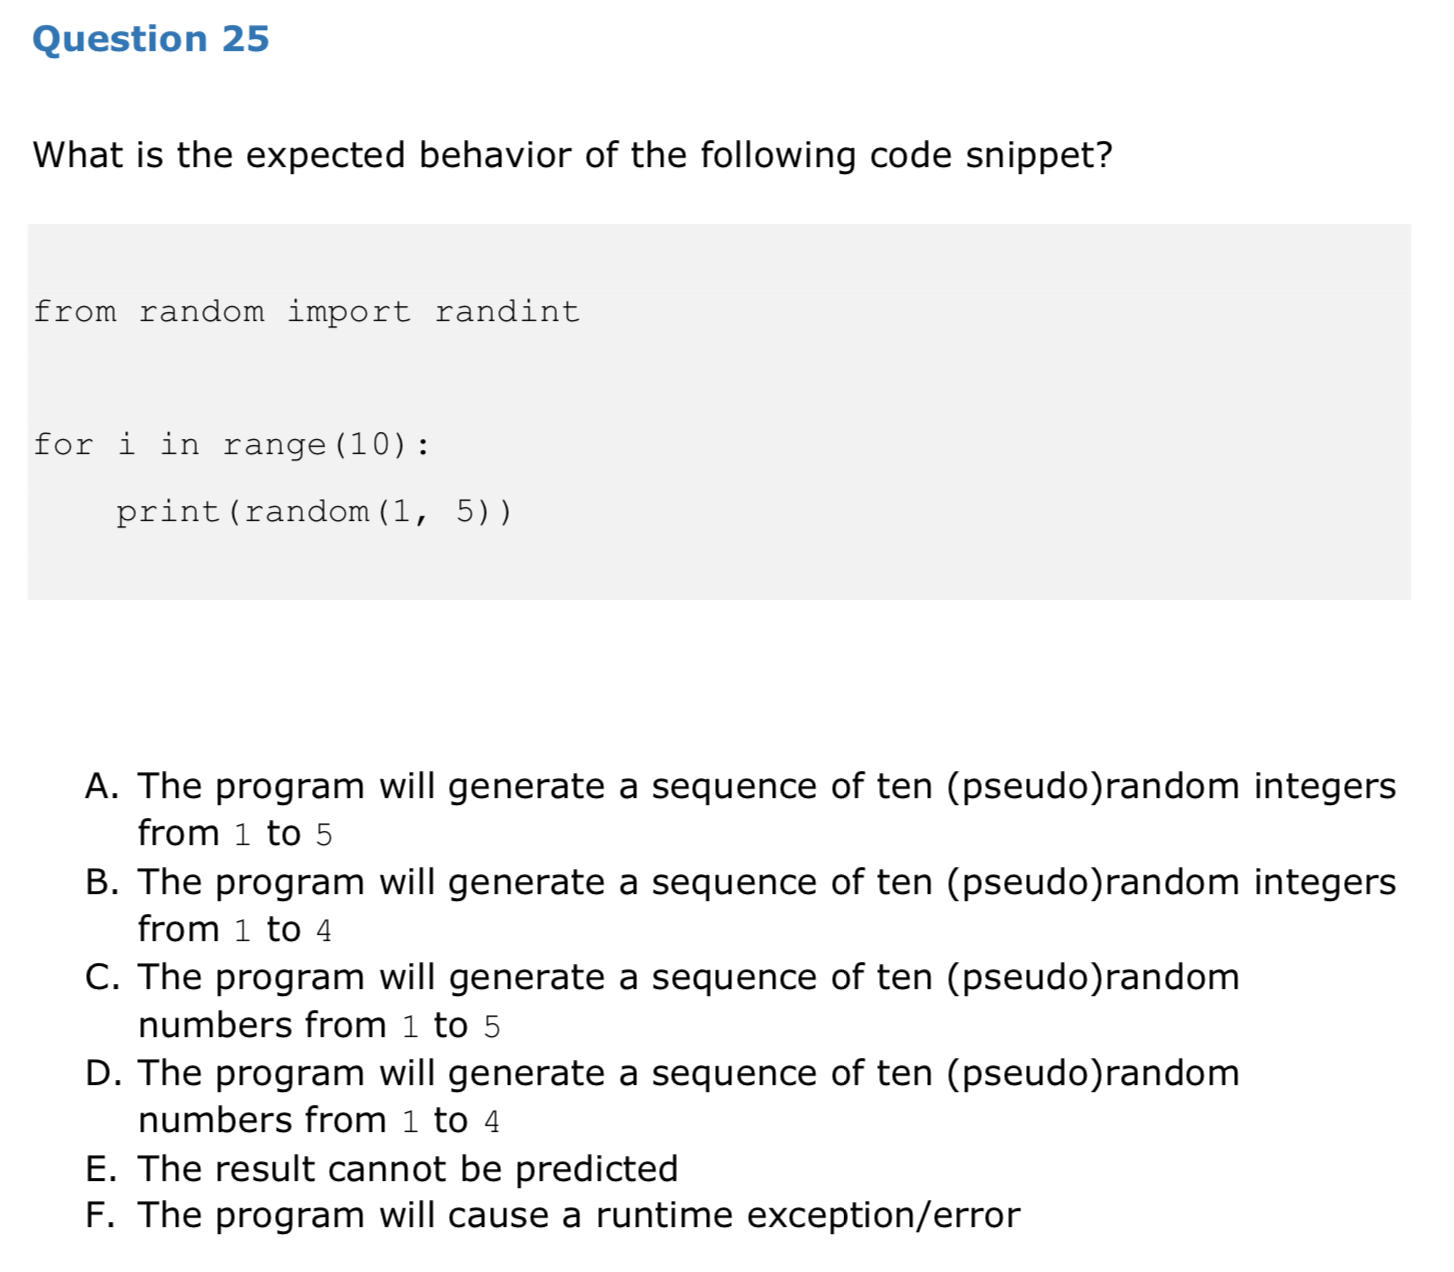 Question 25
What is the expected behavior of the following code snippet?
from random import randint
for i in range(10):
    print(random(1, 5))
A. The program will generate a sequence of ten (pseudo)random integers
from 1 to 5
B. The program will generate a sequence of ten (pseudo)random integers
from 1 to 4
C. The program will generate a sequence of ten (pseudo)random
numbers from 1 to 5
D. The program will generate a sequence of ten (pseudo)random
numbers from 1 to 4
E. The result cannot be predicted
F. The program will cause a runtime exception/error